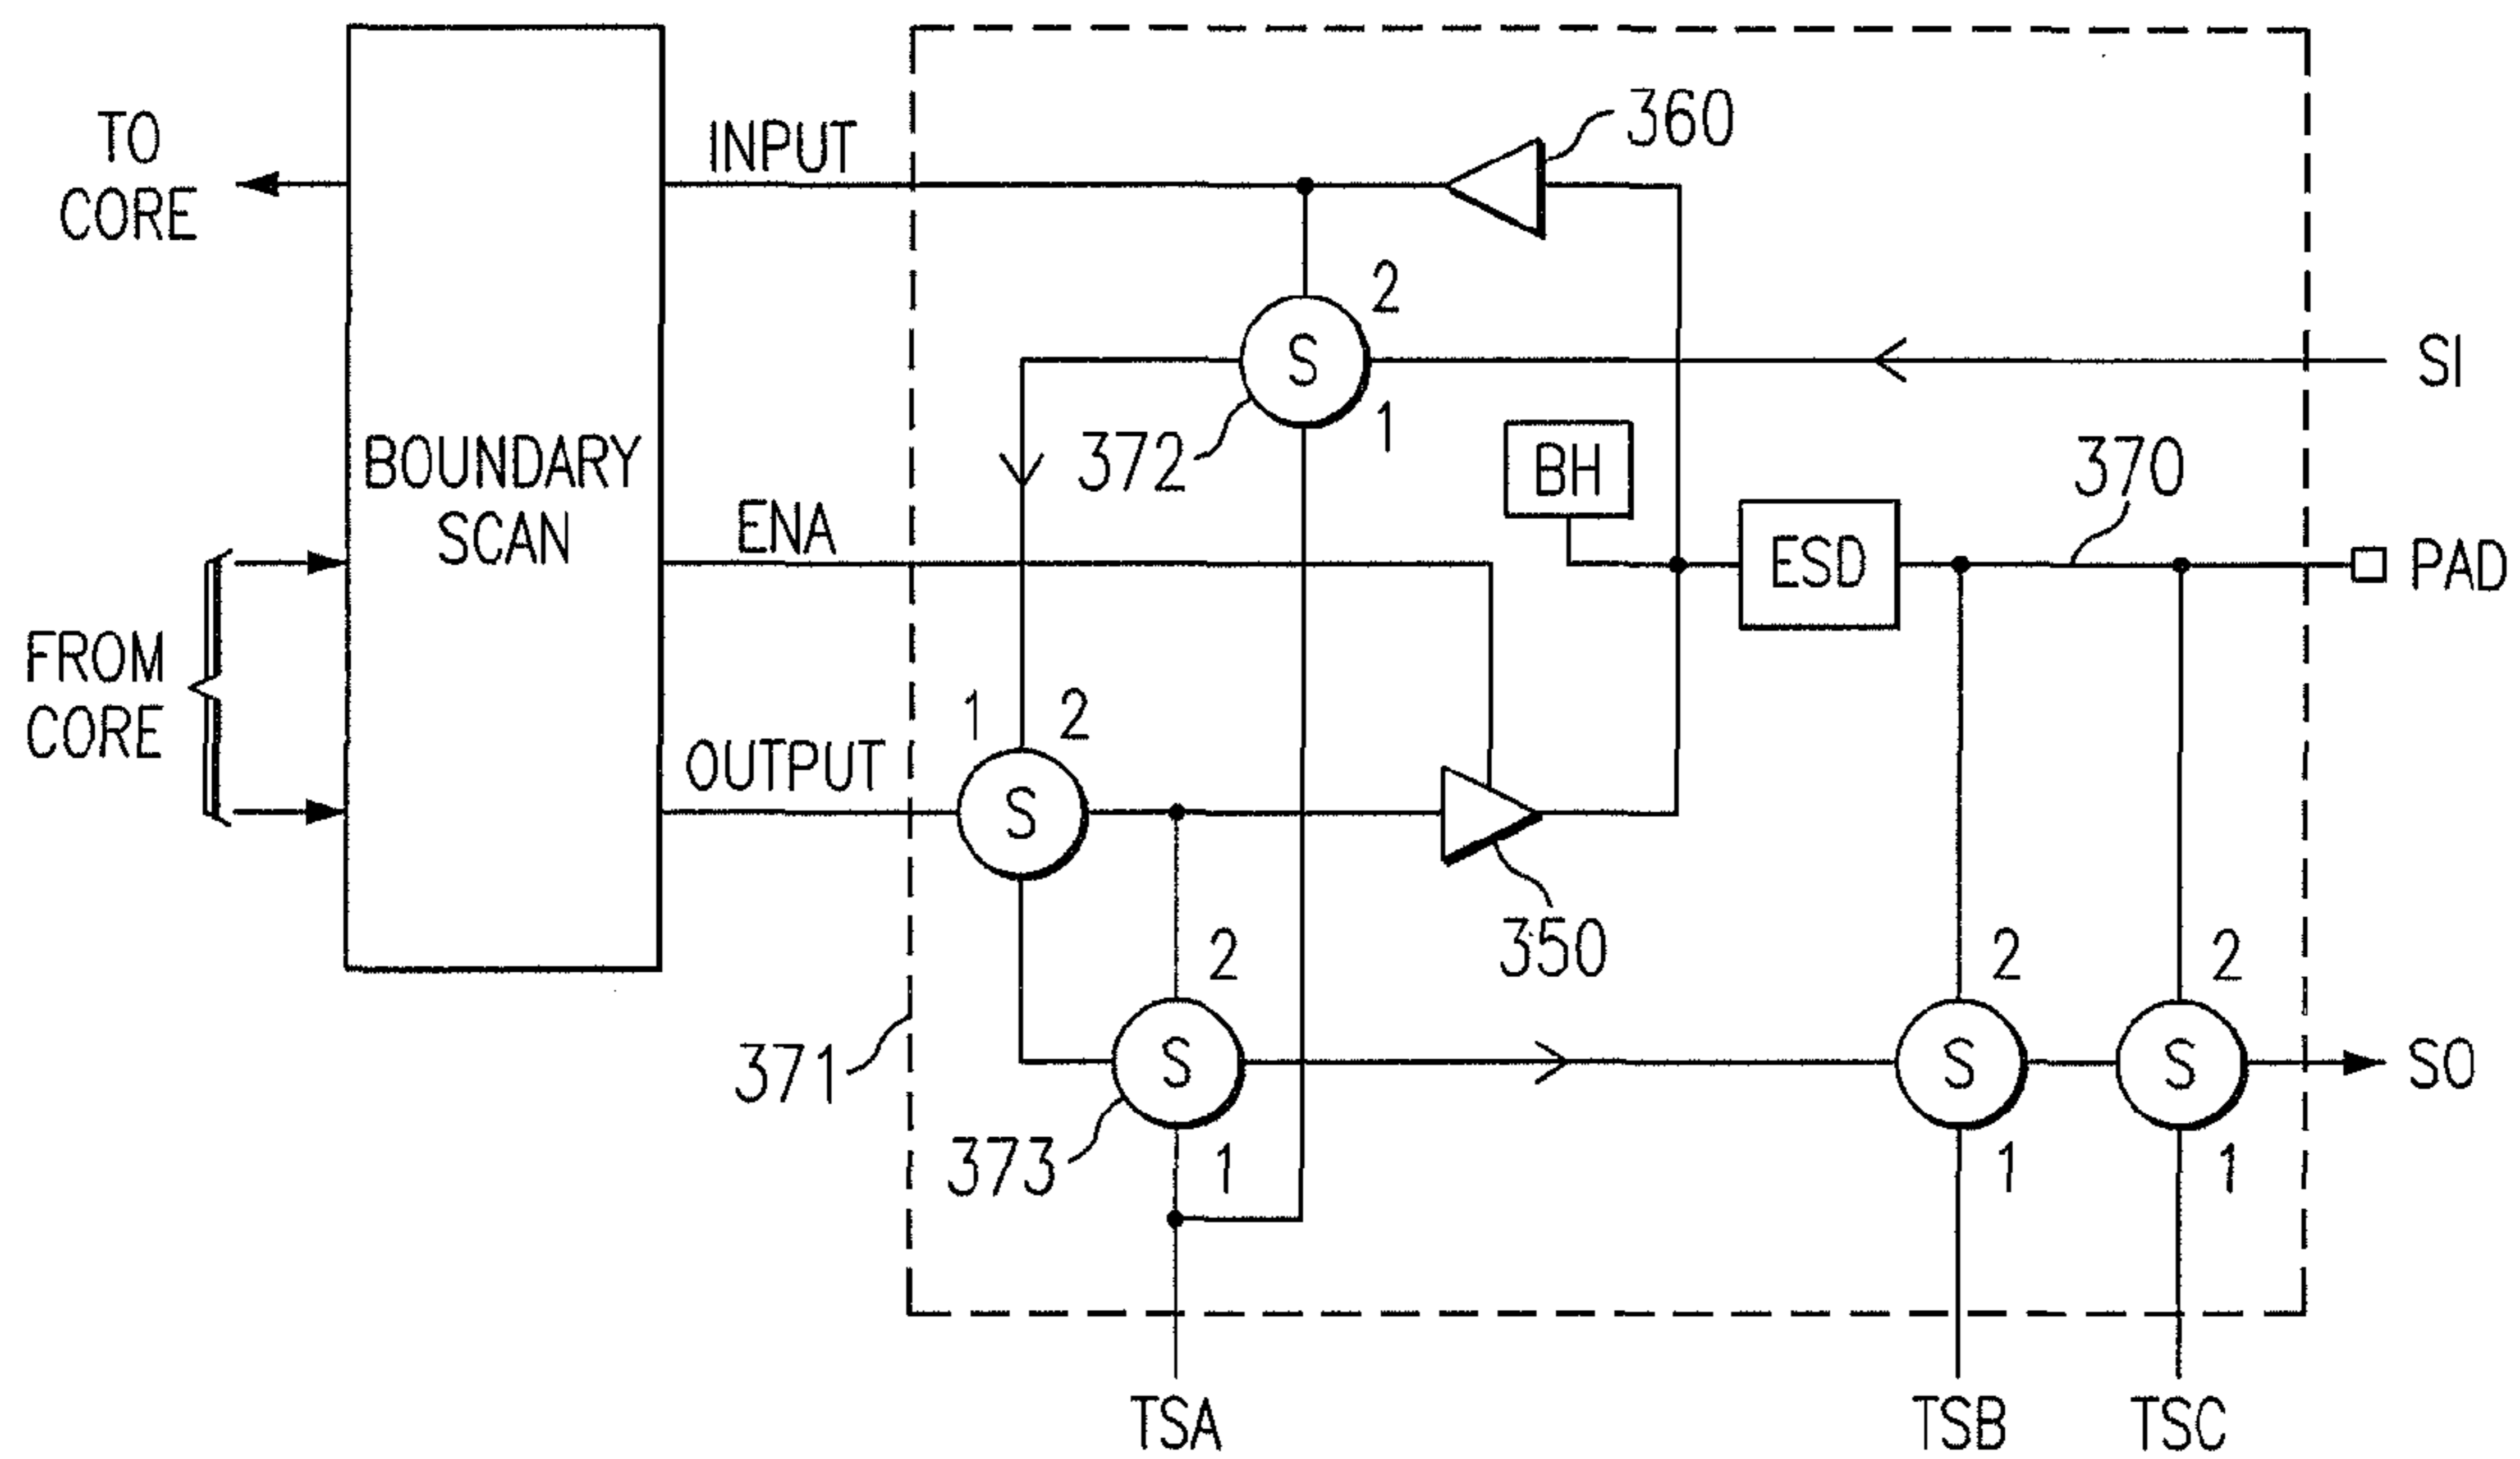 TO
CORE
INPUT
360
2
S
SI
1
372
BOUNDARY
SCAN
BH
370
ENA
ESD
PAD
FROM
CORE
1
2
OUTPUT
S
350
2
2
2
371
S
S
S
SO
373
1
1
1
TSA
TSB
TSC